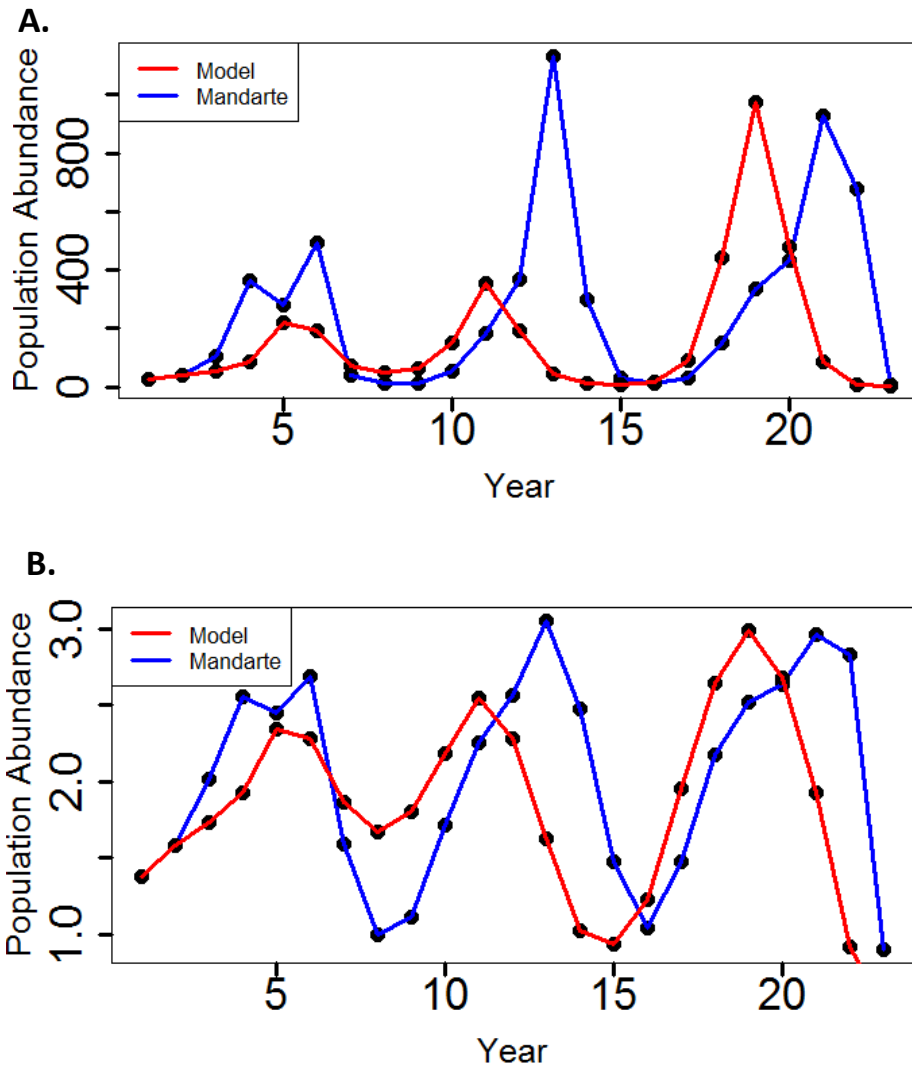 A.
Population Abundance
Model
Mandarte
800
400
0
5 10 15 20
Year
B.
Population Abundance
Model
Mandarte
3.0
2.0
1.0
5 10 15 20
Year